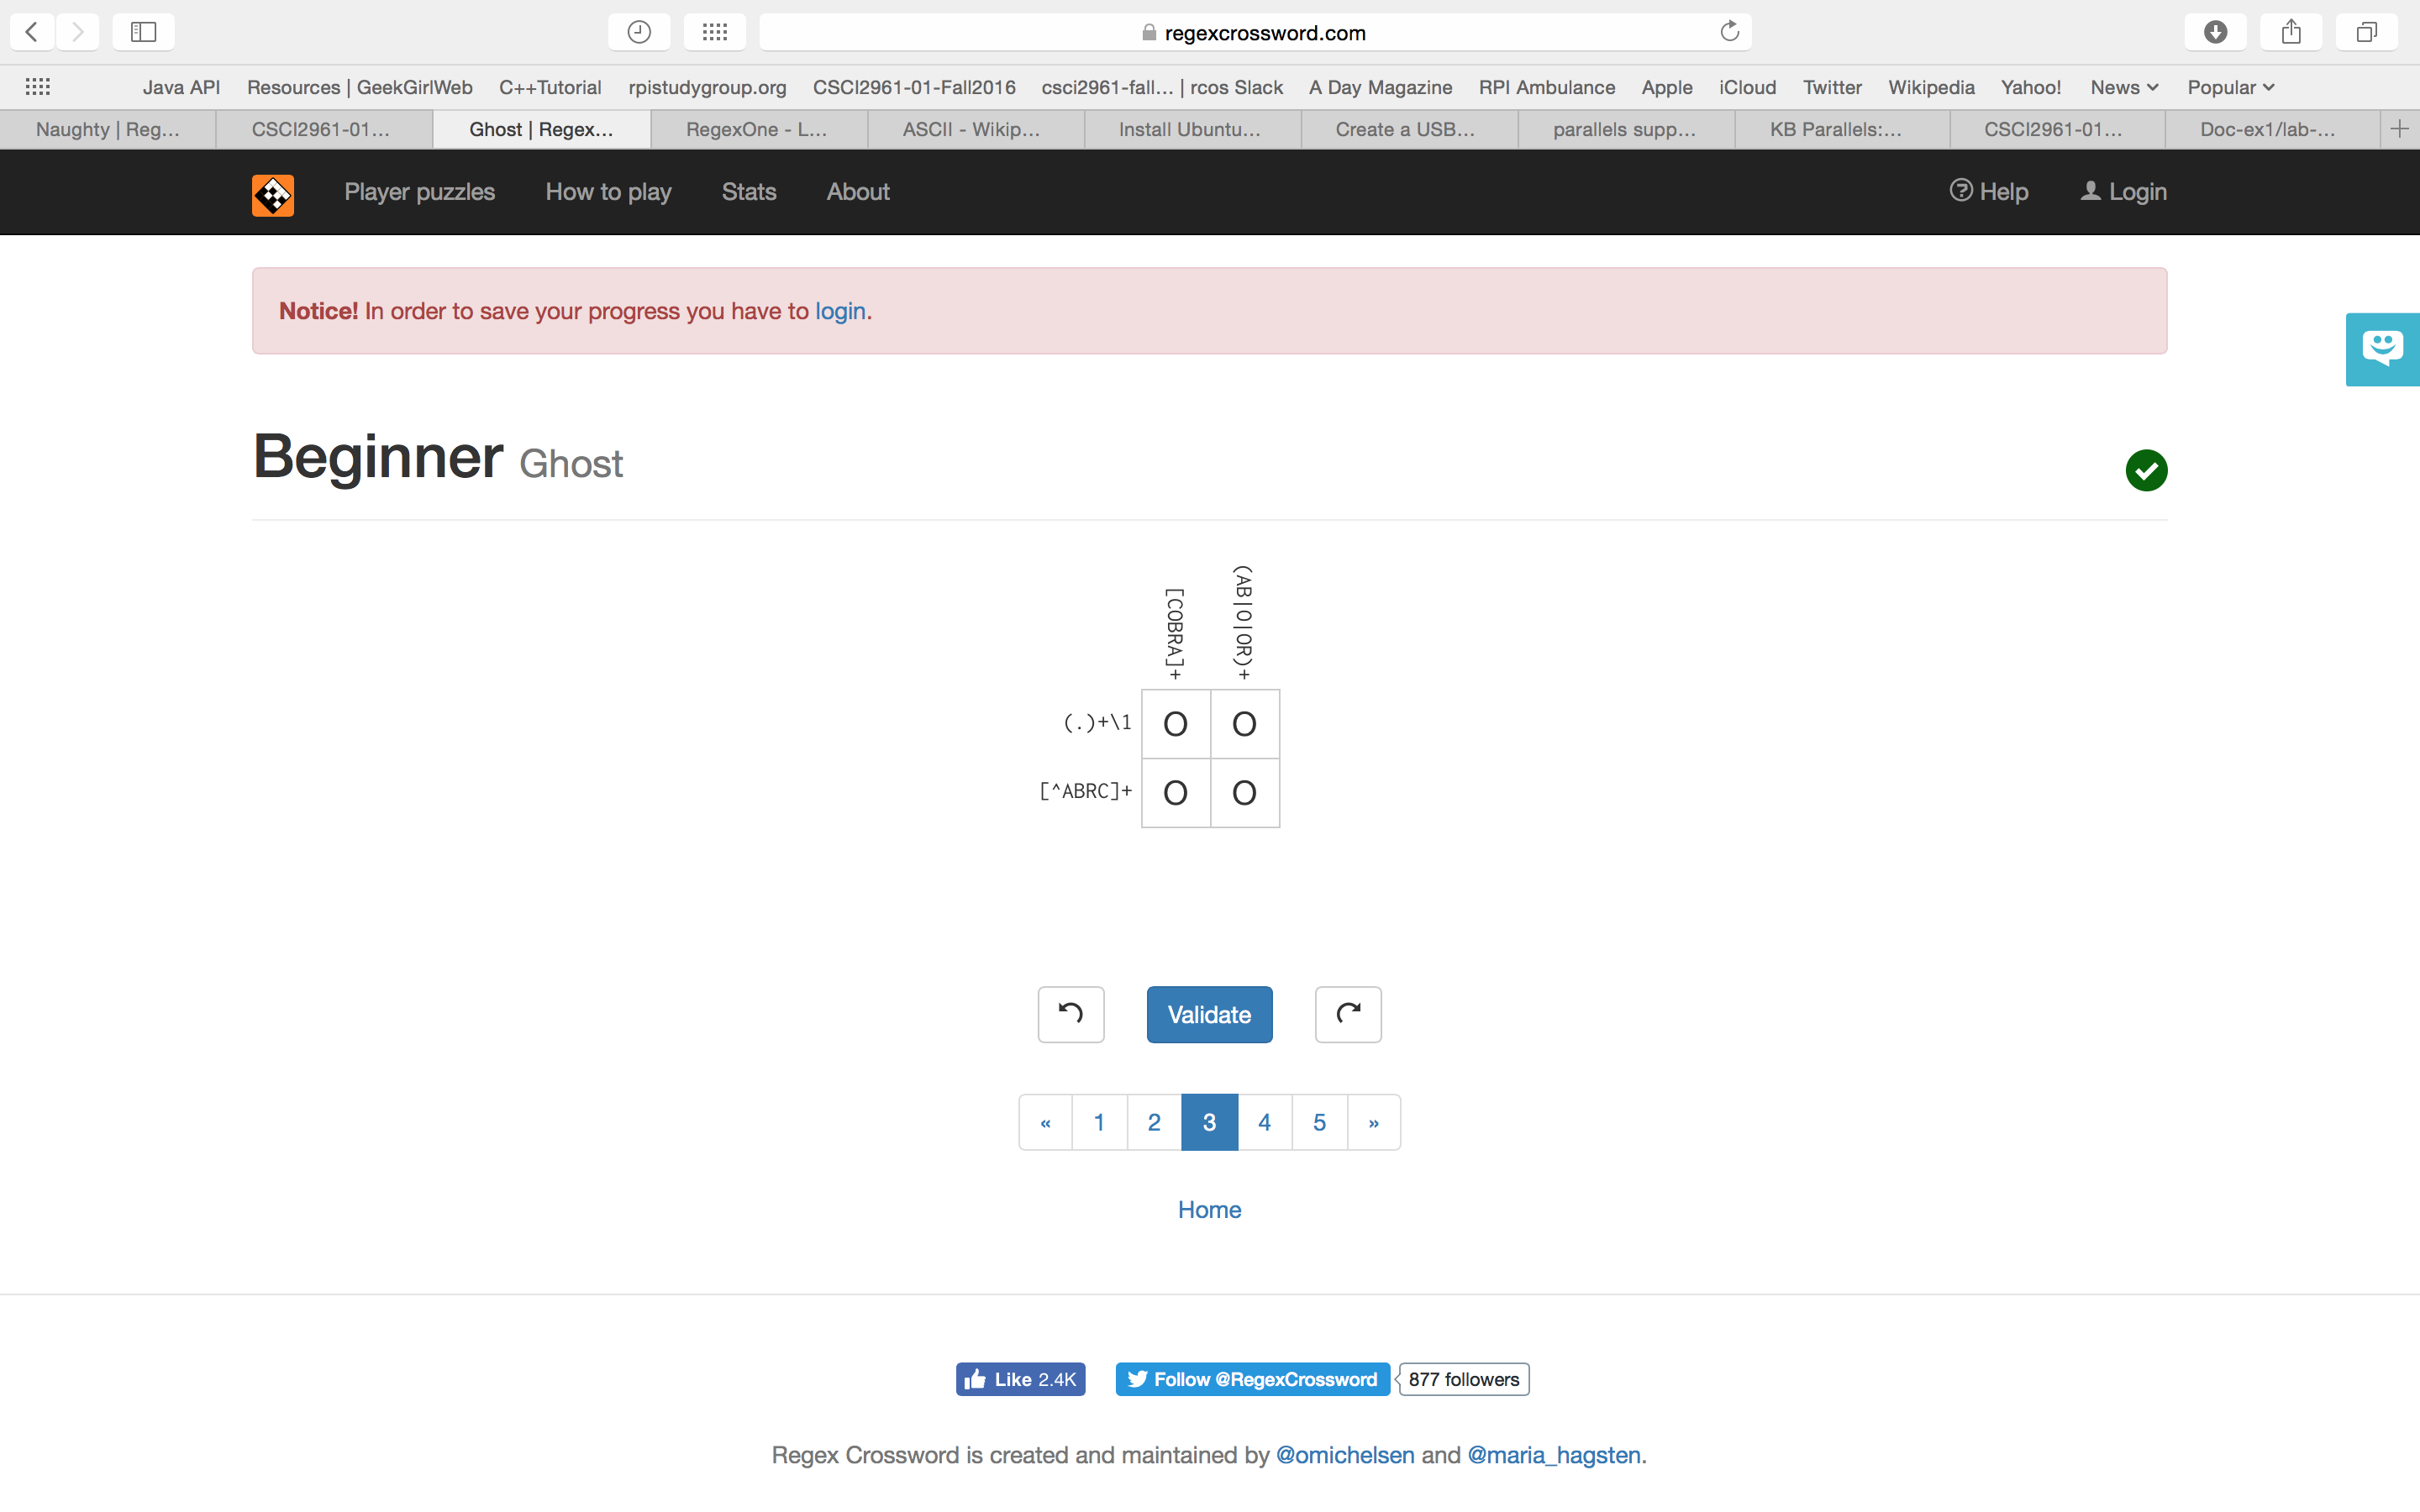 regexcrossword.com
Java API Resources | GeekGirlWeb C++Tutorial rpistudygroup.org CSCI2961-01-Fall2016 csci2961-fall... | rcos Slack A Day Magazine RPI Ambulance Apple iCloud Twitter Wikipedia Yahoo! News Popular
Naughty | Reg... CSCI2961-01... Ghost | Regex... RegexOne - L... ASCII - Wikip... Install Ubuntu... Create a USB... parallels supp... KB Parallels:... CSCI2961-01... Doc-ex1/lab-... +
Player puzzles How to play Stats About Help Login
Notice! In order to save your progress you have to login.
Beginner Ghost
[COBRA]+ (AB|O|OR)+
(.)+\1 O O
[^ABRC]+ O O
Validate
« 1 2 3 4 5 »
Home
Like 2.4K Follow @RegexCrossword 877 followers
Regex Crossword is created and maintained by @omichelsen and @maria_hagsten.